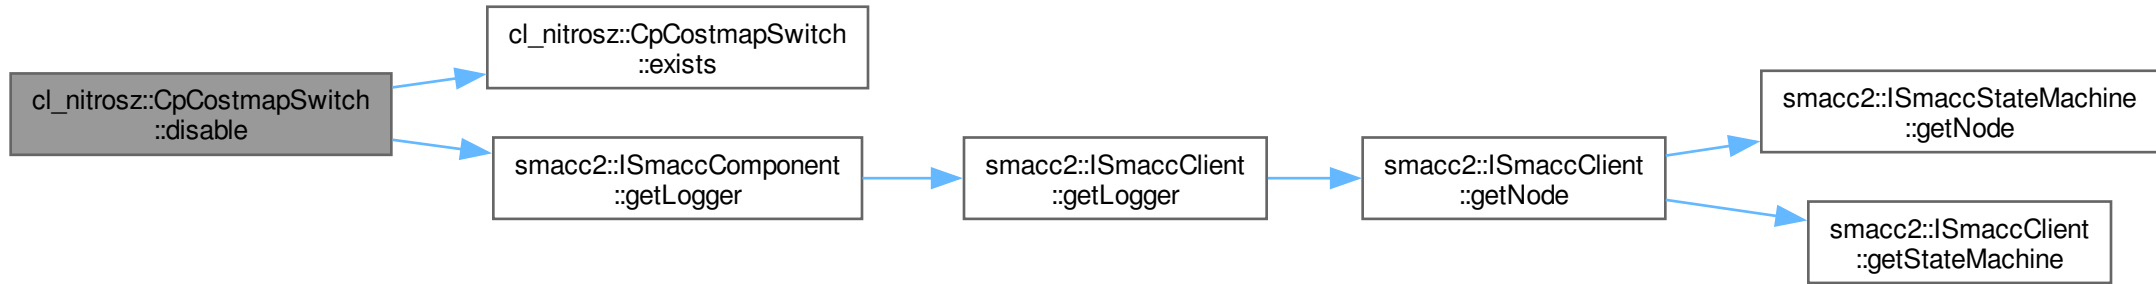 cl_nitrosz::CpCostmapSwitch
::disable
cl_nitrosz::CpCostmapSwitch
::exists
smacc2::ISmaccComponent
::getLogger
smacc2::ISmaccClient
::getLogger
smacc2::ISmaccClient
::getNode
smacc2::ISmaccStateMachine
::getNode
smacc2::ISmaccClient
::getStateMachine